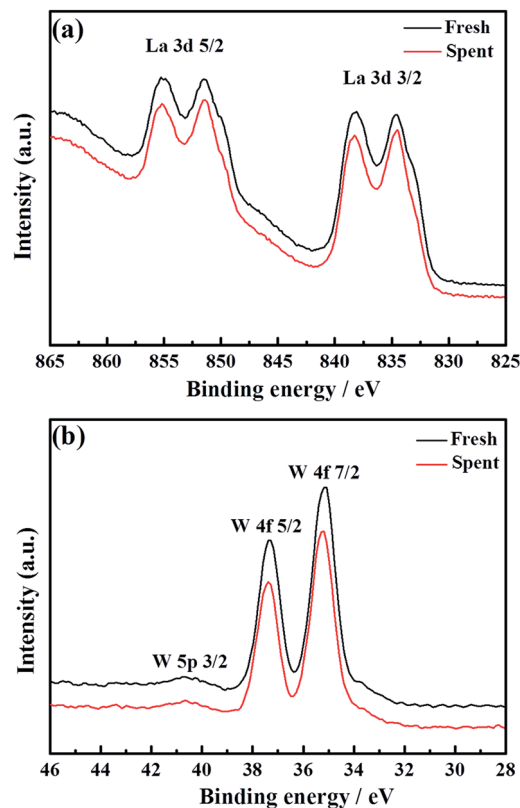 (a)
Fresh
Spent
La 3d 5/2
La 3d 3/2
Intensity (a.u.)
865 860 855 850 845 840 835 830 825
Binding energy / eV
(b)
Fresh
Spent
W 4f 7/2
W 4f 5/2
W 5p 3/2
Intensity (a.u.)
46 44 42 40 38 36 34 32 30 28
Binding energy / eV